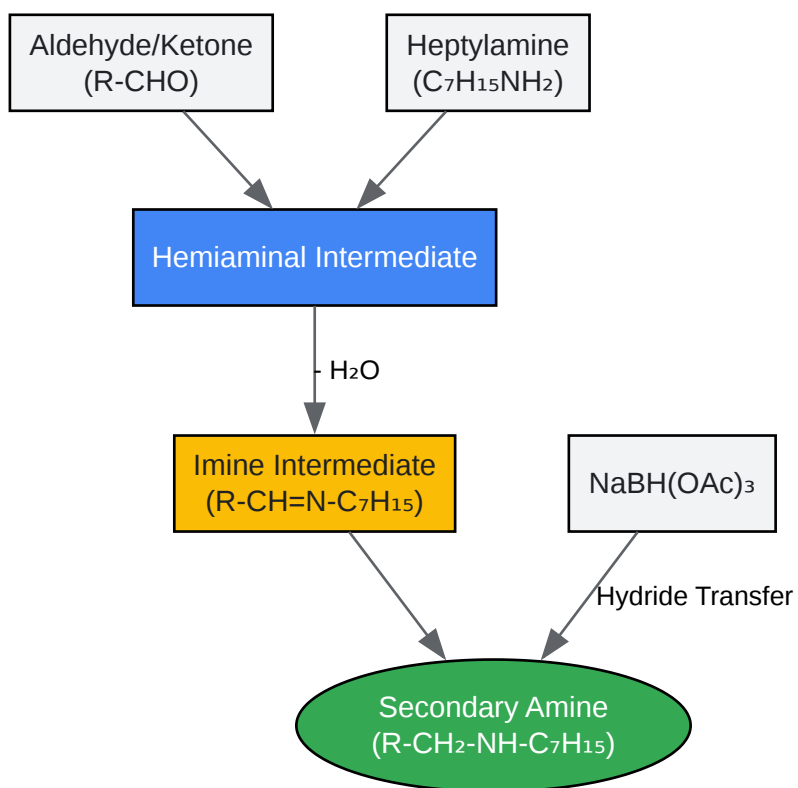 Aldehyde/Ketone
(R-CHO)
Heptylamine
(C₇H₁₅NH₂)
Hemiaminal Intermediate
- H₂O
Imine Intermediate
(R-CH=N-C₇H₁₅)
NaBH(OAc)₃
Hydride Transfer
Secondary Amine
(R-CH₂-NH-C₇H₁₅)